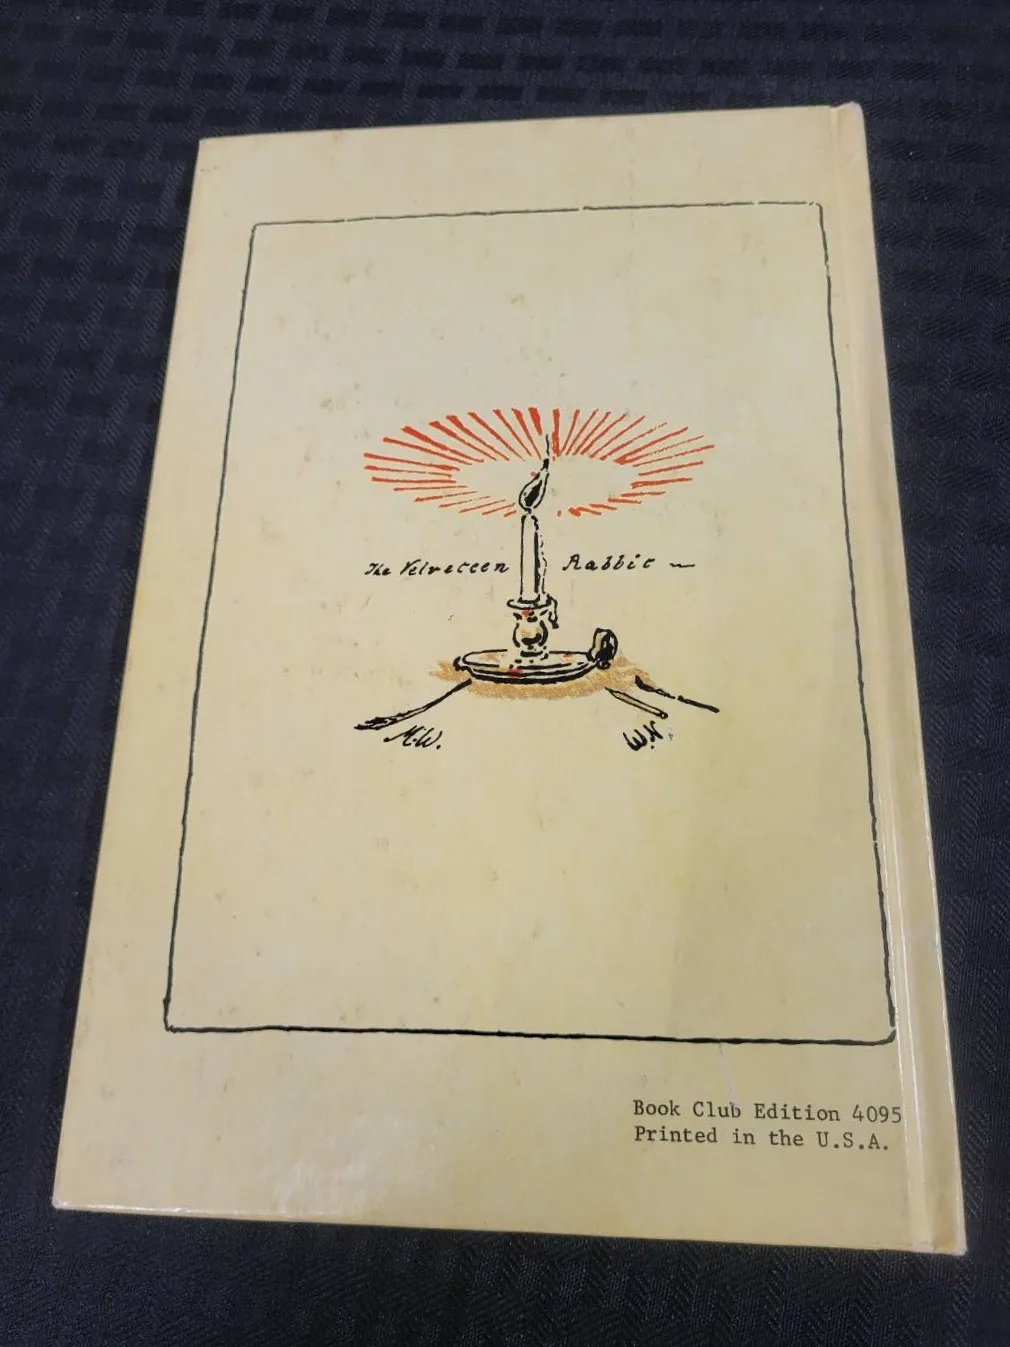 The Velveteen Rabbit ~
M.W.
N.M
Book Club Edition 4095
Printed in the U.S.A.